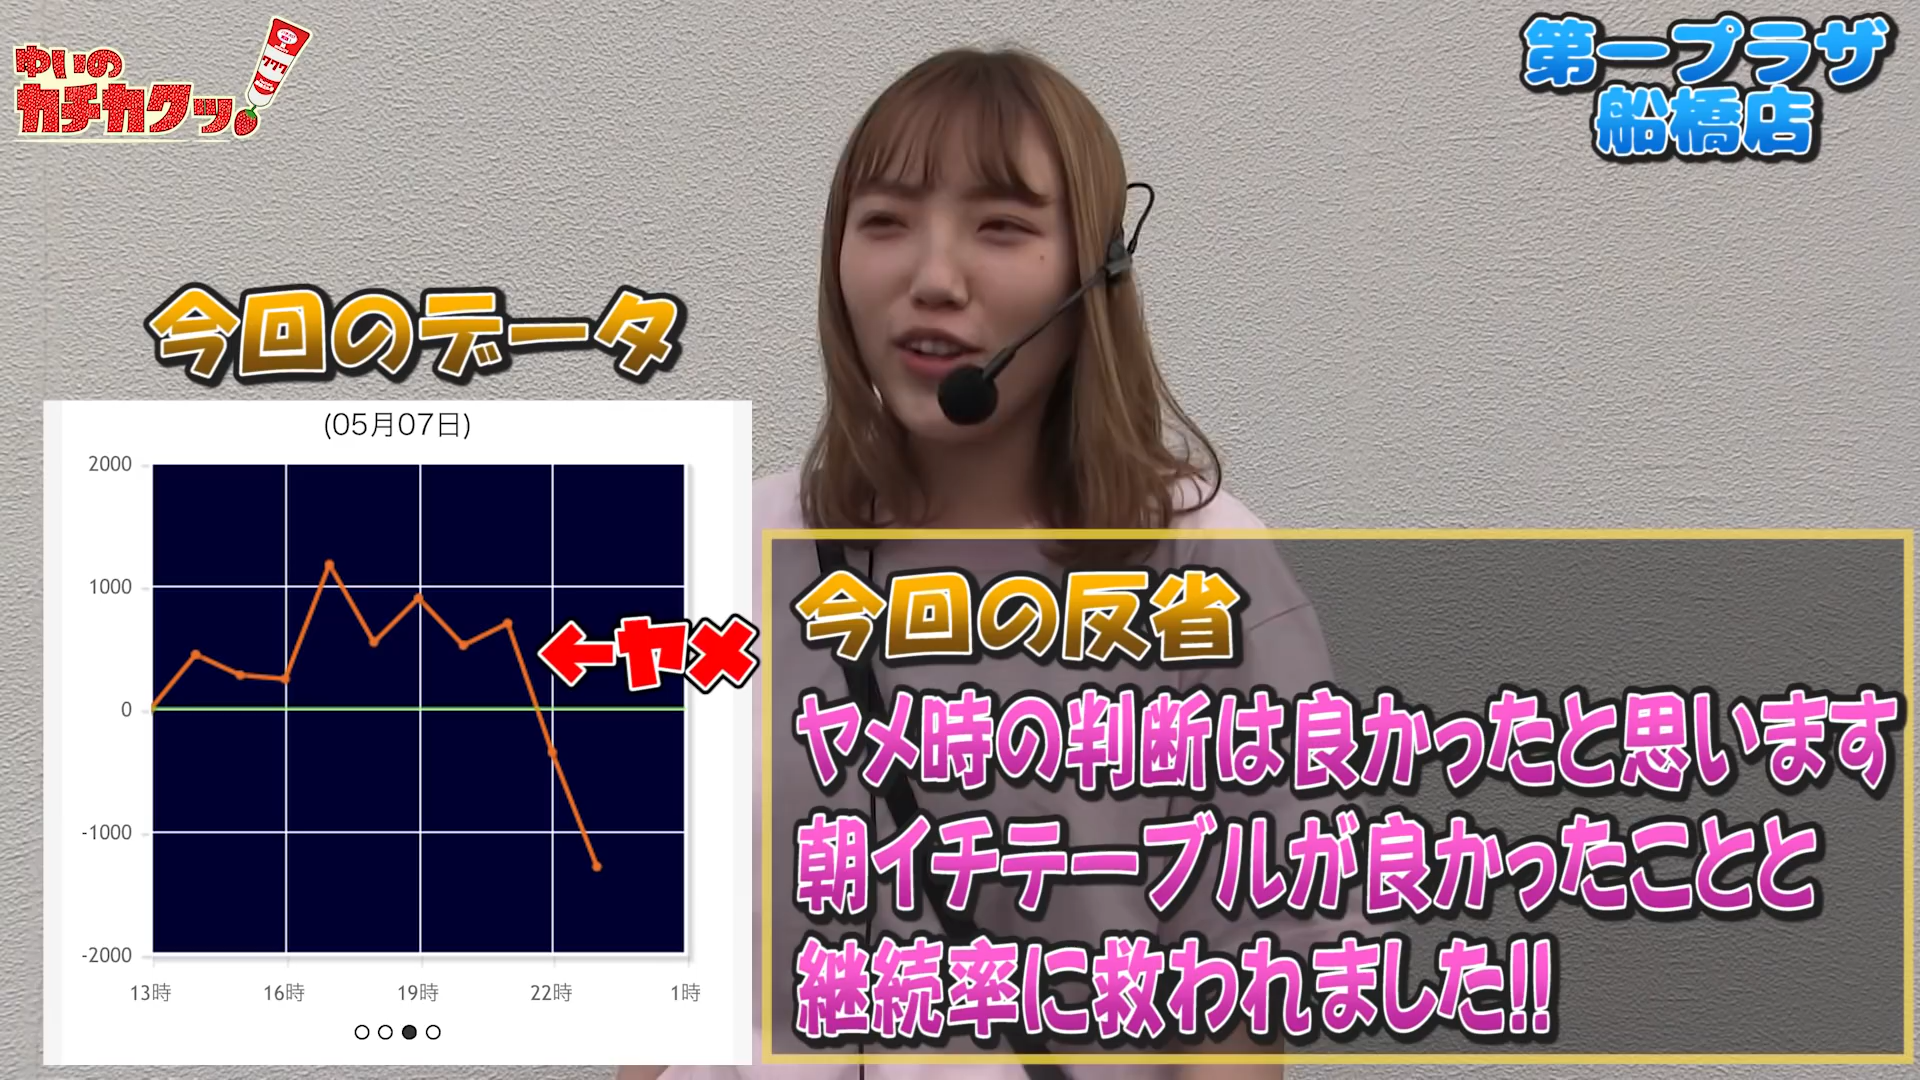 ゆいの
カチカクッ!
777
第一プラザ
船橋店
今回のデータ
(05月07日)
2000
1000
0
-1000
-2000
13時
16時
19時
22時
1時
←ヤメ
今回の反省
ヤメ時の判断は良かったと思います
朝イチテーブルが良かったことと
継続率に救われました!!